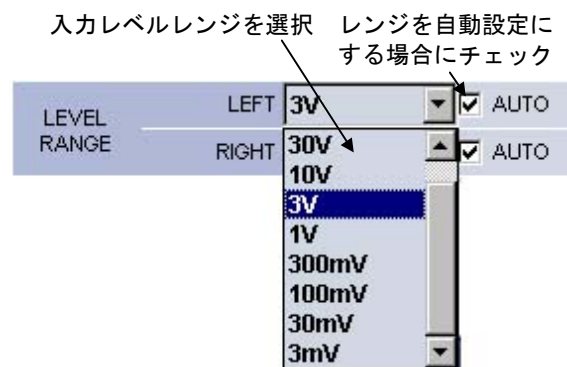 入力レベルレンジを選択
レンジを自動設定に
する場合にチェック
LEVEL
RANGE
LEFT 3V AUTO
RIGHT AUTO
30V
10V
3V
1V
300mV
100mV
30mV
3mV